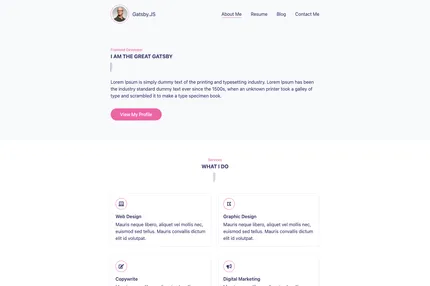 Gatsby.JS
About Me
Resume
Blog
Contact Me
Frontend Developer
I AM THE GREAT GATSBY
Lorem Ipsum is simply dummy text of the printing and typesetting industry. Lorem Ipsum has been
the industry standard dummy text ever since the 1500s, when an unknown printer took a galley of
type and scrambled it to make a type specimen book.
View My Profile
Services
WHAT I DO
Web Design
Mauris neque libero, aliquet vel mollis nec,
euismod sed tellus. Mauris convallis dictum
elit id volutpat.
Graphic Design
Mauris neque libero, aliquet vel mollis nec,
euismod sed tellus. Mauris convallis dictum
elit id volutpat.
Copywrite
Digital Marketing